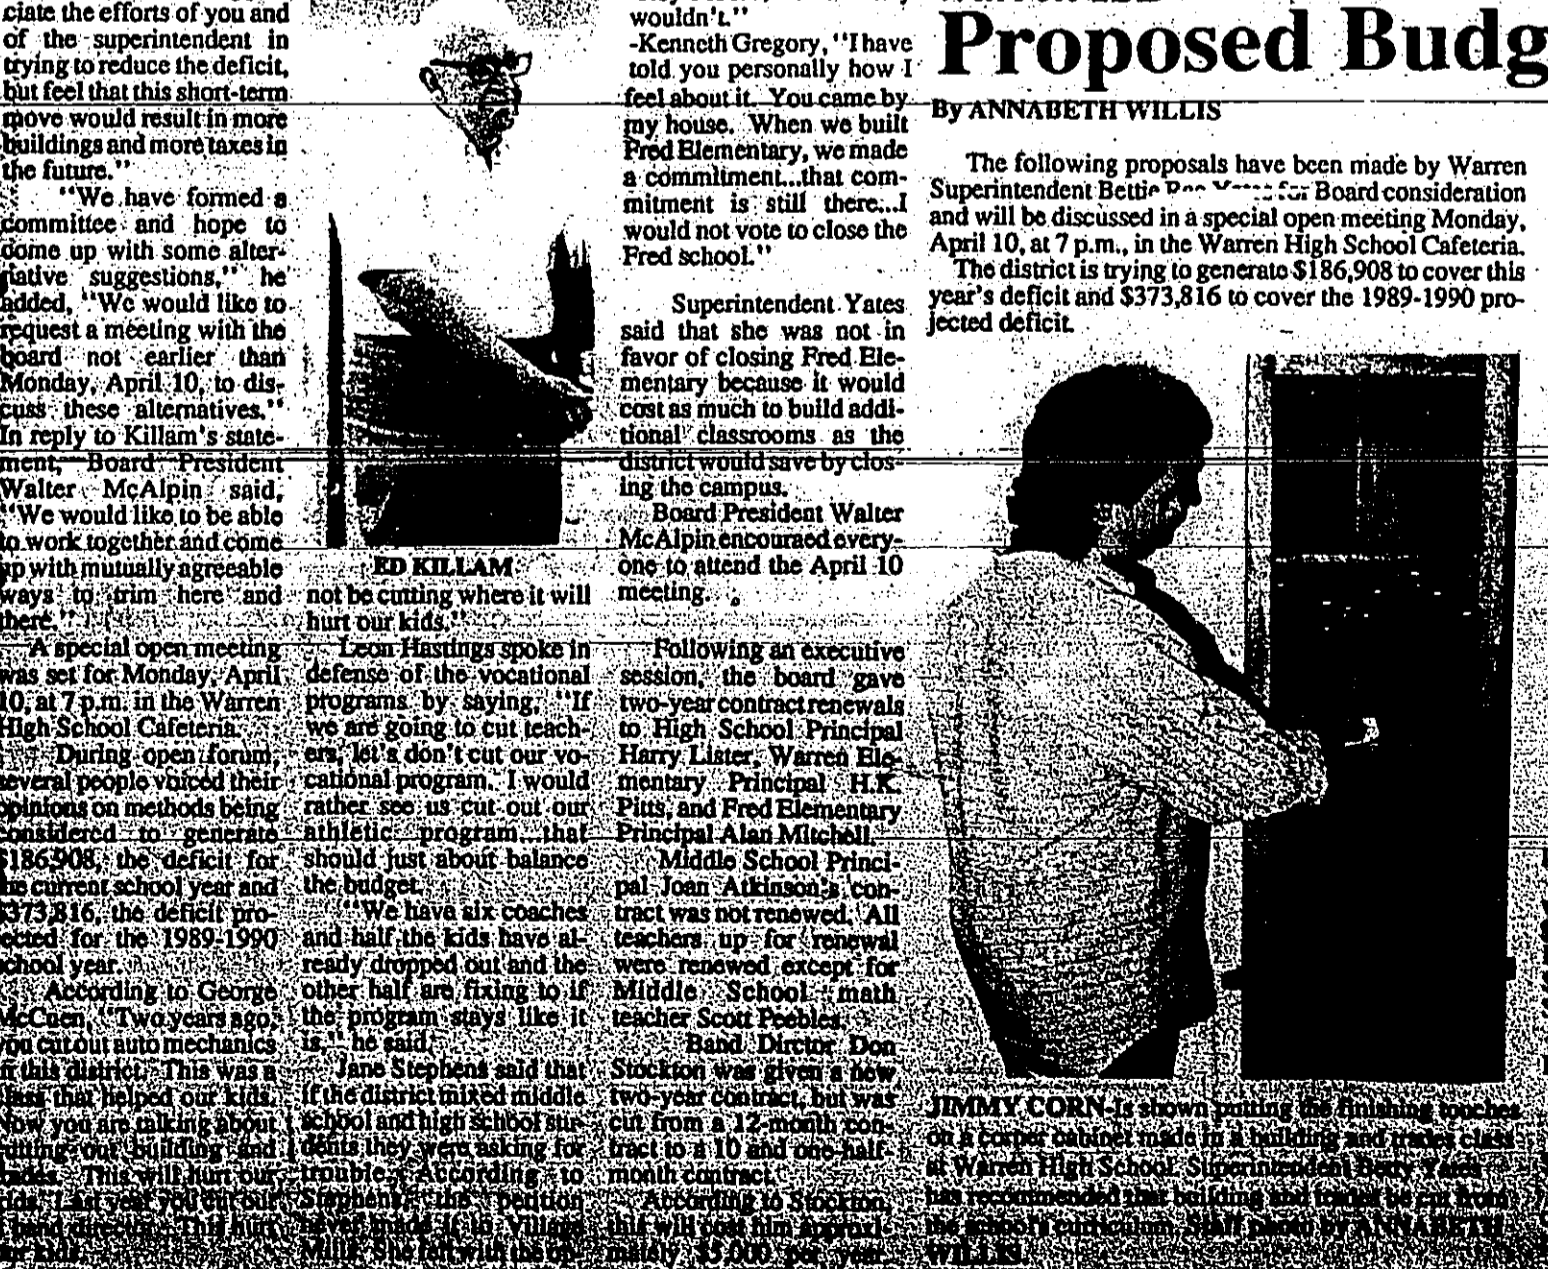 ciate the efforts of you and
of the superintendent in
trying to reduce the deficit,
but feel that this short-term
move would result in more
buildings and more taxes in
the future."
"We have formed a
committee and hope to
come up with some alter-
native suggestions," he
added, "We would like to
request a meeting with the
board not earlier than
Monday, April 10, to dis-
cuss these alternatives."
In reply to Killam's state-
ment, Board President
Walter McAlpin said,
"We would like to be able
to work together and come
up with mutually agreeable
ways to trim here and
there."
A special open meeting
was set for Monday, April
10, at 7 p.m. in the Warren
High School Cafeteria.
During open forum,
several people voiced their
opinions on methods being
considered to generate
$186,908, the deficit for
the current school year and
$373,816, the deficit pro-
jected for the 1989-1990
school year.
According to George
McCuen, "Two years ago,
you cut out auto mechanics
in this district. This was a
class that helped our kids.
Now you are talking about
cutting out building and
trades. This will hurt our
kids. Last year you cut our
band director. This hurt
our kids.
ED KILLAM
not be cutting where it will
hurt our kids."
Leon Hastings spoke in
defense of the vocational
programs by saying, "If
we are going to cut teach-
ers, let's don't cut our vo-
cational program. I would
rather see us cut out our
athletic program that
should just about balance
the budget.
"We have six coaches
and half the kids have al-
ready dropped out and the
other half are fixing to if
the program stays like it
is," he said.
Jane Stephens said that
if the district mixed middle
school and high school stu-
dents they were asking for
trouble. According to
Stephens, the petition
never made it to Village
Mills. She felt with the
wouldn't."
-Kenneth Gregory, "I have
told you personally how I
feel about it. You came by
my house. When we built
Fred Elementary, we made
a commitment...that com-
mitment is still there...I
would not vote to close the
Fred school."
Superintendent Yates
said that she was not in
favor of closing Fred Ele-
mentary because it would
cost as much to build addi-
tional classrooms as the
district would save by clos-
ing the campus.
Board President Walter
McAlpin encouraed every-
one to attend the April 10
meeting.
Following an executive
session, the board gave
two-year contract renewals
to High School Principal
Harry Lister, Warren Ele-
mentary Principal H.K.
Pitts, and Fred Elementary
Principal Alan Mitchell.
Middle School Princi-
pal Joan Atkinson's con-
tract was not renewed. All
teachers up for renewal
were renewed except for
Middle School math
teacher Scott Peebles.
Band Dirctor Don
Stockton was given a new
two-year contract, but was
cut from a 12-month con-
tract to a 10 and one-half-
month contract.
According to Stockton,
this will cost him approxi-
mately $5,000 per year.
Proposed Budg
By ANNABETH WILLIS
The following proposals have been made by Warren
Superintendent Bettie for Board consideration
and will be discussed in a special open meeting Monday,
April 10, at 7 p.m., in the Warren High School Cafeteria.
The district is trying to generate $186,908 to cover this
year's deficit and $373,816 to cover the 1989-1990 pro-
jected deficit.
JIMMY CORN-is shown putting the finishing touches
on a corper cabinet made in a building and trades class
at Warren High School. Superintendent Betty Yates
has recommended that building and trades be cut from
the school's curriculum. Staff photo by ANNABETH
WILLIS